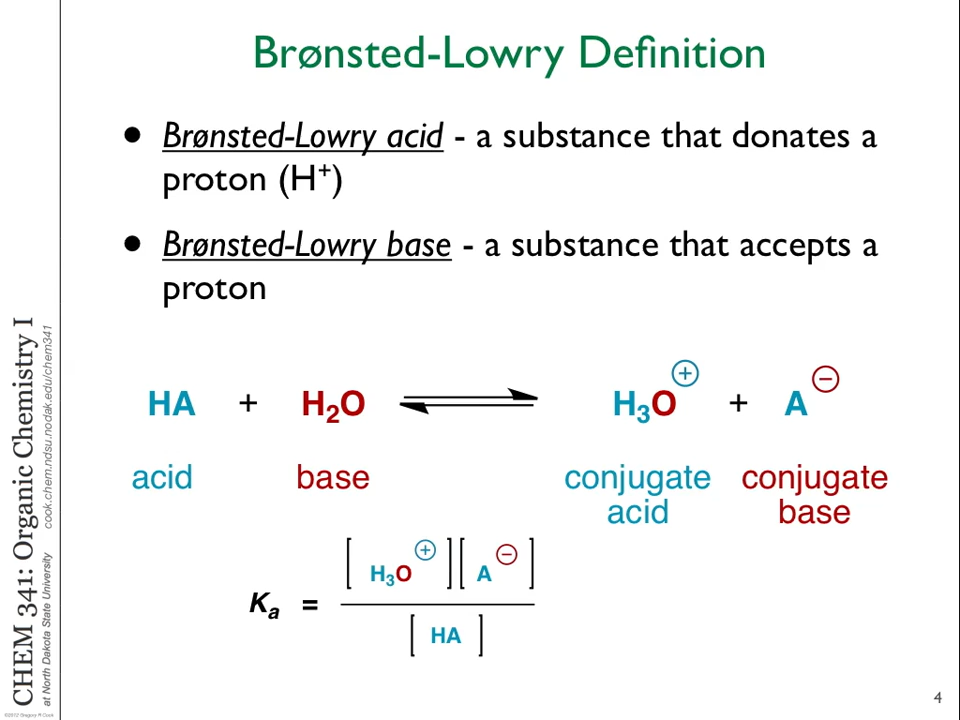 Brønsted-Lowry Definition
• Brønsted-Lowry acid - a substance that donates a
proton (H⁺)
• Brønsted-Lowry base - a substance that accepts a
proton
HA + H₂O ⇌ H₃O⊕ + A⊖
acid base conjugate acid conjugate base
Kₐ = [H₃O⊕][A⊖] / [HA]
CHEM 341: Organic Chemistry I
at North Dakota State University cook.chem.ndsu.nodak.edu/chem341
©2012 Gregory R Cook
4